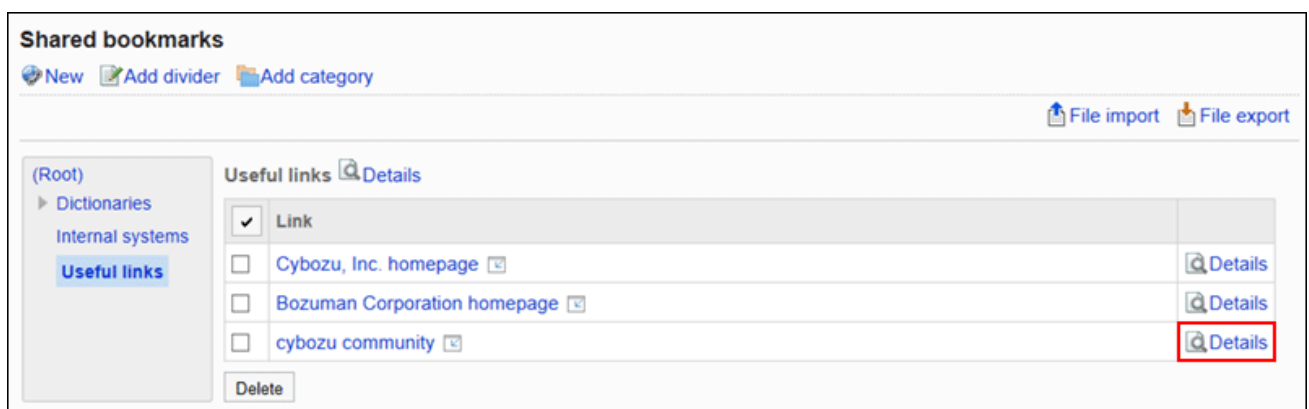 Shared bookmarks
New Add divider Add category
File import File export
(Root)
Dictionaries
Internal systems
Useful links
Useful links Details
Link
Cybozu, Inc. homepage Details
Bozuman Corporation homepage Details
cybozu community Details
Delete